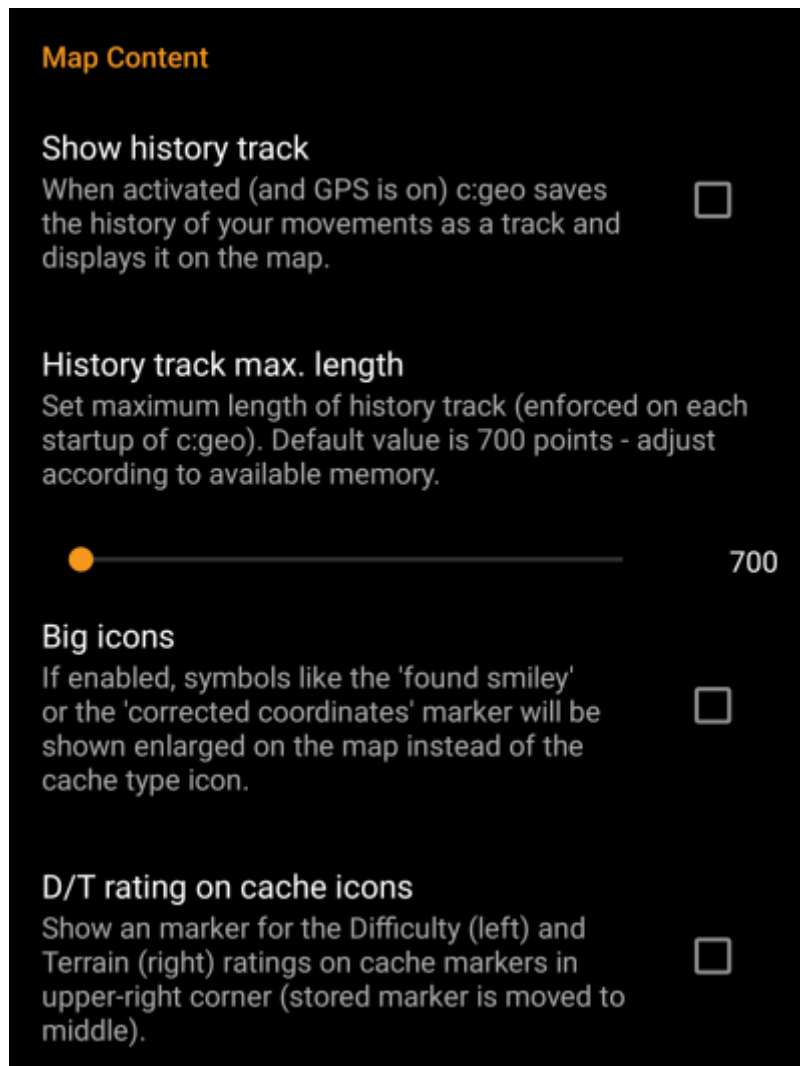 Map Content
Show history track
When activated (and GPS is on) c:geo saves
the history of your movements as a track and
displays it on the map.
History track max. length
Set maximum length of history track (enforced on each
startup of c:geo). Default value is 700 points - adjust
according to available memory.
700
Big icons
If enabled, symbols like the 'found smiley'
or the 'corrected coordinates' marker will be
shown enlarged on the map instead of the
cache type icon.
D/T rating on cache icons
Show an marker for the Difficulty (left) and
Terrain (right) ratings on cache markers in
upper-right corner (stored marker is moved to
middle).